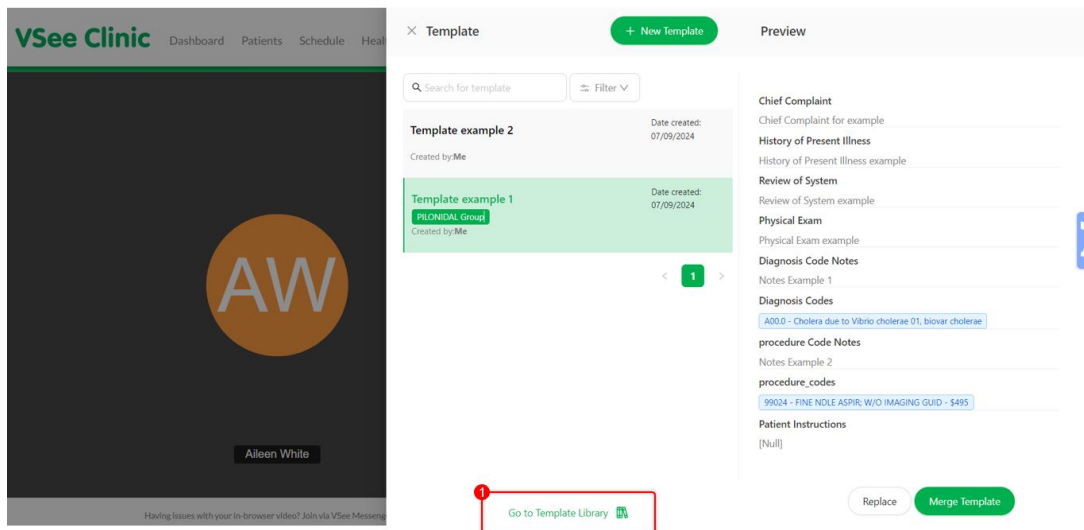 VSee Clinic
Dashboard Patients Schedule Heal
Template
+ New Template
Preview
Search for template
Filter
Template example 2
Date created:
07/09/2024
Created by:Me
Template example 1
Date created:
07/09/2024
PILONIDAL Group
Created by:Me
< 1 >
Chief Complaint
Chief Complaint for example
History of Present Illness
History of Present Illness example
Review of System
Review of System example
Physical Exam
Physical Exam example
Diagnosis Code Notes
Notes Example 1
Diagnosis Codes
A00.0 - Cholera due to Vibrio cholerae 01, biovar cholerae
procedure Code Notes
Notes Example 2
procedure_codes
99024 - FINE NDLE ASPIR; W/O IMAGING GUID - $495
Patient Instructions
[Null]
AW
Aileen White
Having issues with your in-browser video? Join via VSee Messeng
1
Go to Template Library
Replace
Merge Template